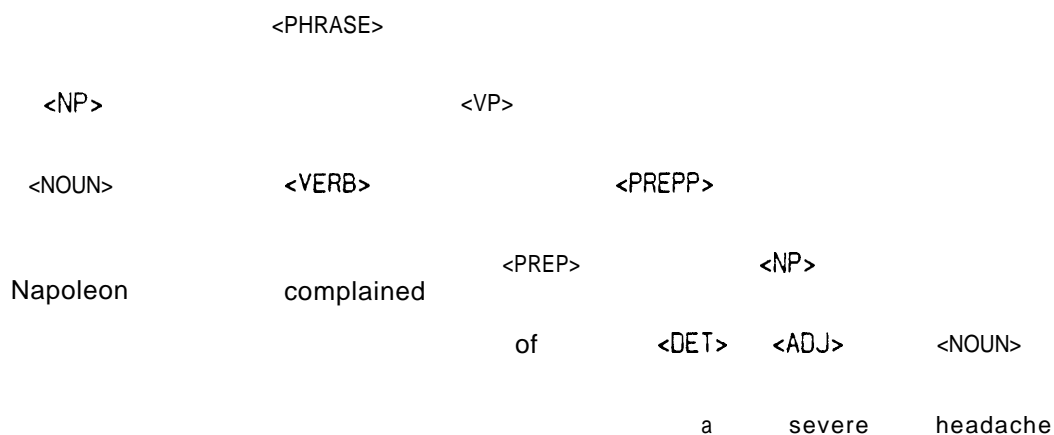 <PHRASE>
<NP> <VP>
<NOUN> <VERB> <PREPP>
<PREP> <NP>
Napoleon complained
of <DET> <ADJ> <NOUN>
a severe headache